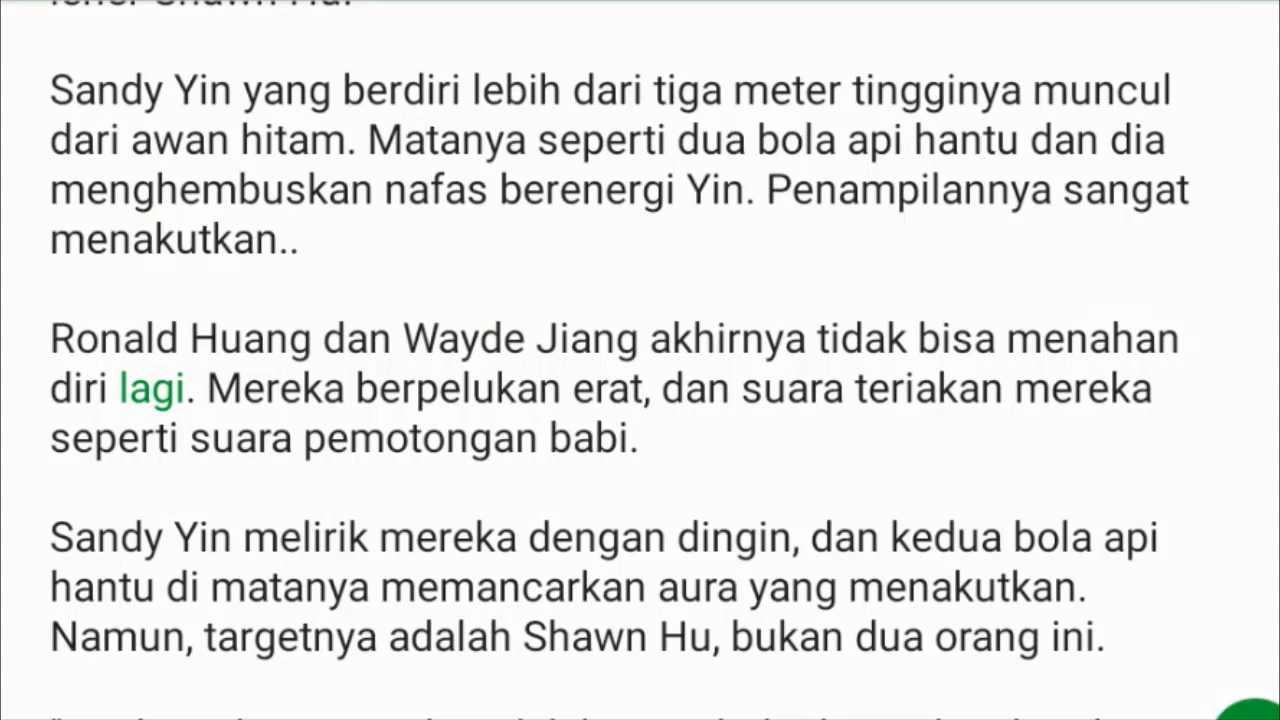 Sandy Yin yang berdiri lebih dari tiga meter tingginya muncul
dari awan hitam. Matanya seperti dua bola api hantu dan dia
menghembuskan nafas berenergi Yin. Penampilannya sangat
menakutkan..
Ronald Huang dan Wayde Jiang akhirnya tidak bisa menahan
diri lagi. Mereka berpelukan erat, dan suara teriakan mereka
seperti suara pemotongan babi.
Sandy Yin melirik mereka dengan dingin, dan kedua bola api
hantu di matanya memancarkan aura yang menakutkan.
Namun, targetnya adalah Shawn Hu, bukan dua orang ini.